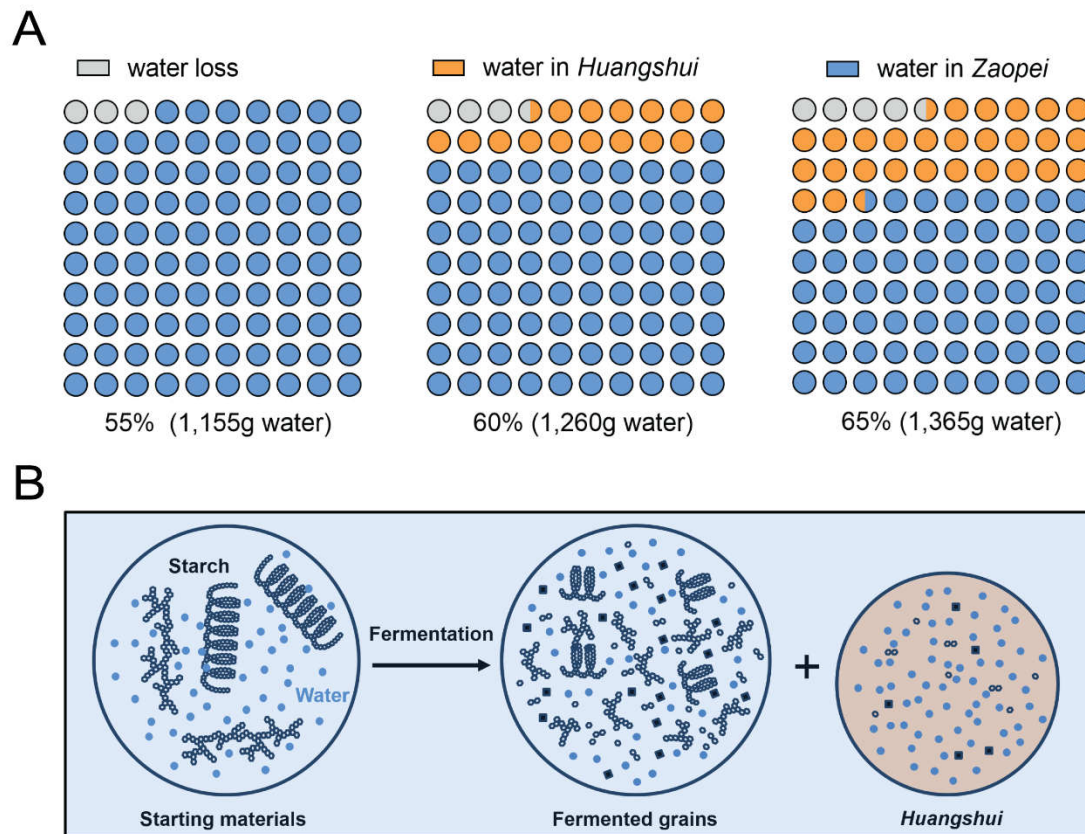 A
water loss
water in Huangshui
water in Zaopei
55% (1,155g water)
60% (1,260g water)
65% (1,365g water)
B
Starch
Water
Fermentation
+
Starting materials
Fermented grains
Huangshui